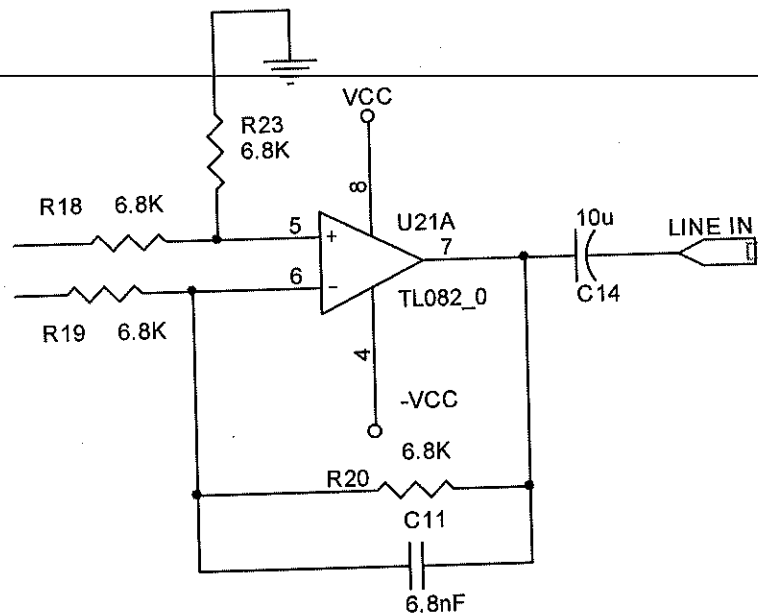 R23
6.8K
VCC
8
R18 6.8K
5
+
U21A
7
10u
LINE IN
6
-
TL082_0
C14
R19 6.8K
4
-VCC
6.8K
R20
C11
6.8nF